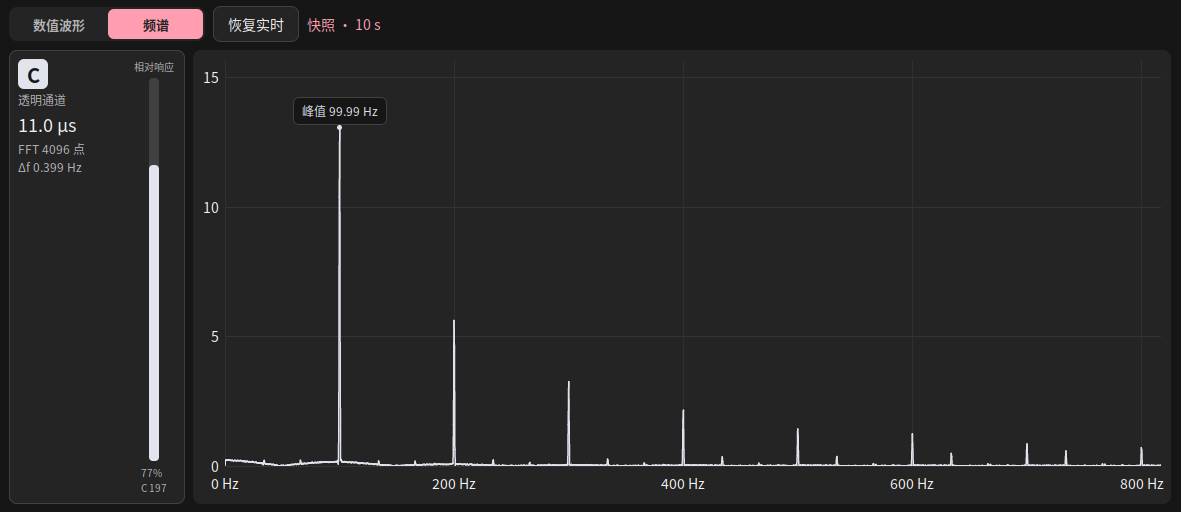 数值波形 频谱 恢复实时 快照 · 10 s
C
相对响应
透明通道
11.0 μs
FFT 4096 点
Δf 0.399 Hz
77%
C 197
峰值 99.99 Hz
15
10
5
0
0 Hz 200 Hz 400 Hz 600 Hz 800 Hz